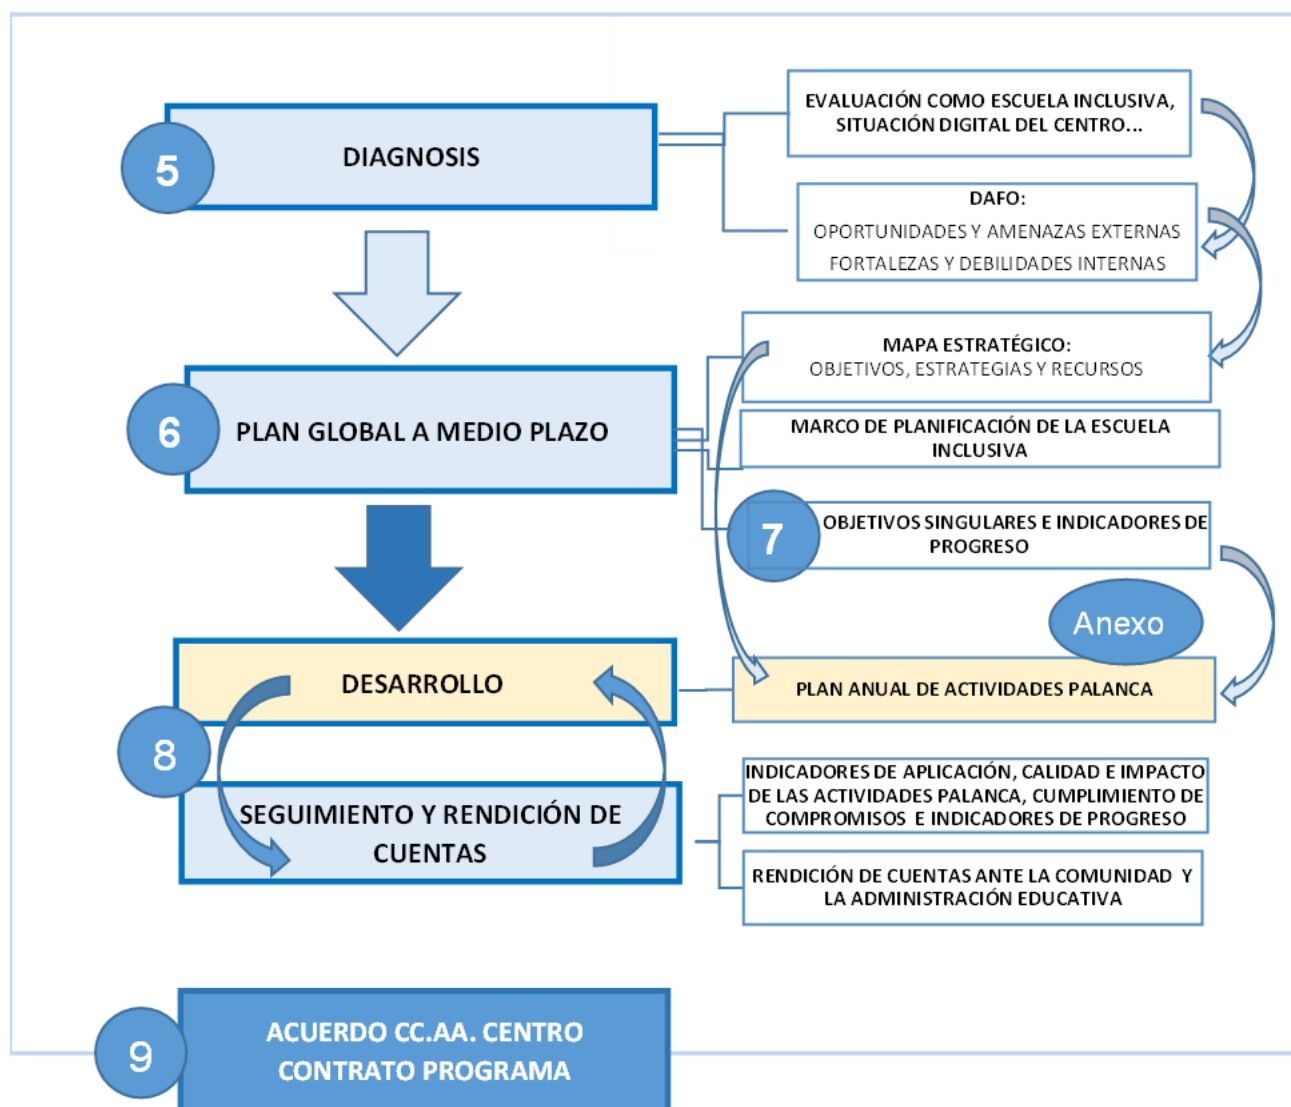 5
DIAGNOSIS
EVALUACIÓN COMO ESCUELA INCLUSIVA,
SITUACIÓN DIGITAL DEL CENTRO...
DAFO:
OPORTUNIDADES Y AMENAZAS EXTERNAS
FORTALEZAS Y DEBILIDADES INTERNAS
6
PLAN GLOBAL A MEDIO PLAZO
MAPA ESTRATÉGICO:
OBJETIVOS, ESTRATEGIAS Y RECURSOS
MARCO DE PLANIFICACIÓN DE LA ESCUELA
INCLUSIVA
7
OBJETIVOS SINGULARES E INDICADORES DE
PROGRESO
Anexo
DESARROLLO
PLAN ANUAL DE ACTIVIDADES PALANCA
8
SEGUIMIENTO Y RENDICIÓN DE
CUENTAS
INDICADORES DE APLICACIÓN, CALIDAD E IMPACTO
DE LAS ACTIVIDADES PALANCA, CUMPLIMIENTO DE
COMPROMISOS E INDICADORES DE PROGRESO
RENDICIÓN DE CUENTAS ANTE LA COMUNIDAD Y
LA ADMINISTRACIÓN EDUCATIVA
9
ACUERDO CC.AA. CENTRO
CONTRATO PROGRAMA